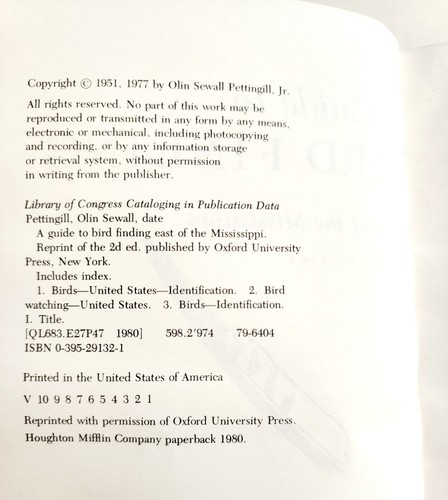 Copyright © 1951, 1977 by Olin Sewall Pettingill, Jr.
All rights reserved. No part of this work may be
reproduced or transmitted in any form by any means,
electronic or mechanical, including photocopying
and recording, or by any information storage
or retrieval system, without permission
in writing from the publisher.
Library of Congress Cataloging in Publication Data
Pettingill, Olin Sewall, date
A guide to bird finding east of the Mississippi.
Reprint of the 2d ed. published by Oxford University
Press, New York.
Includes index.
1. Birds—United States—Identification. 2. Bird
watching—United States. 3. Birds—Identification.
I. Title.
[QL683.E27P47 1980] 598.2'974 79-6404
ISBN 0-395-29132-1
Printed in the United States of America
V 10 9 8 7 6 5 4 3 2 1
Reprinted with permission of Oxford University Press.
Houghton Mifflin Company paperback 1980.